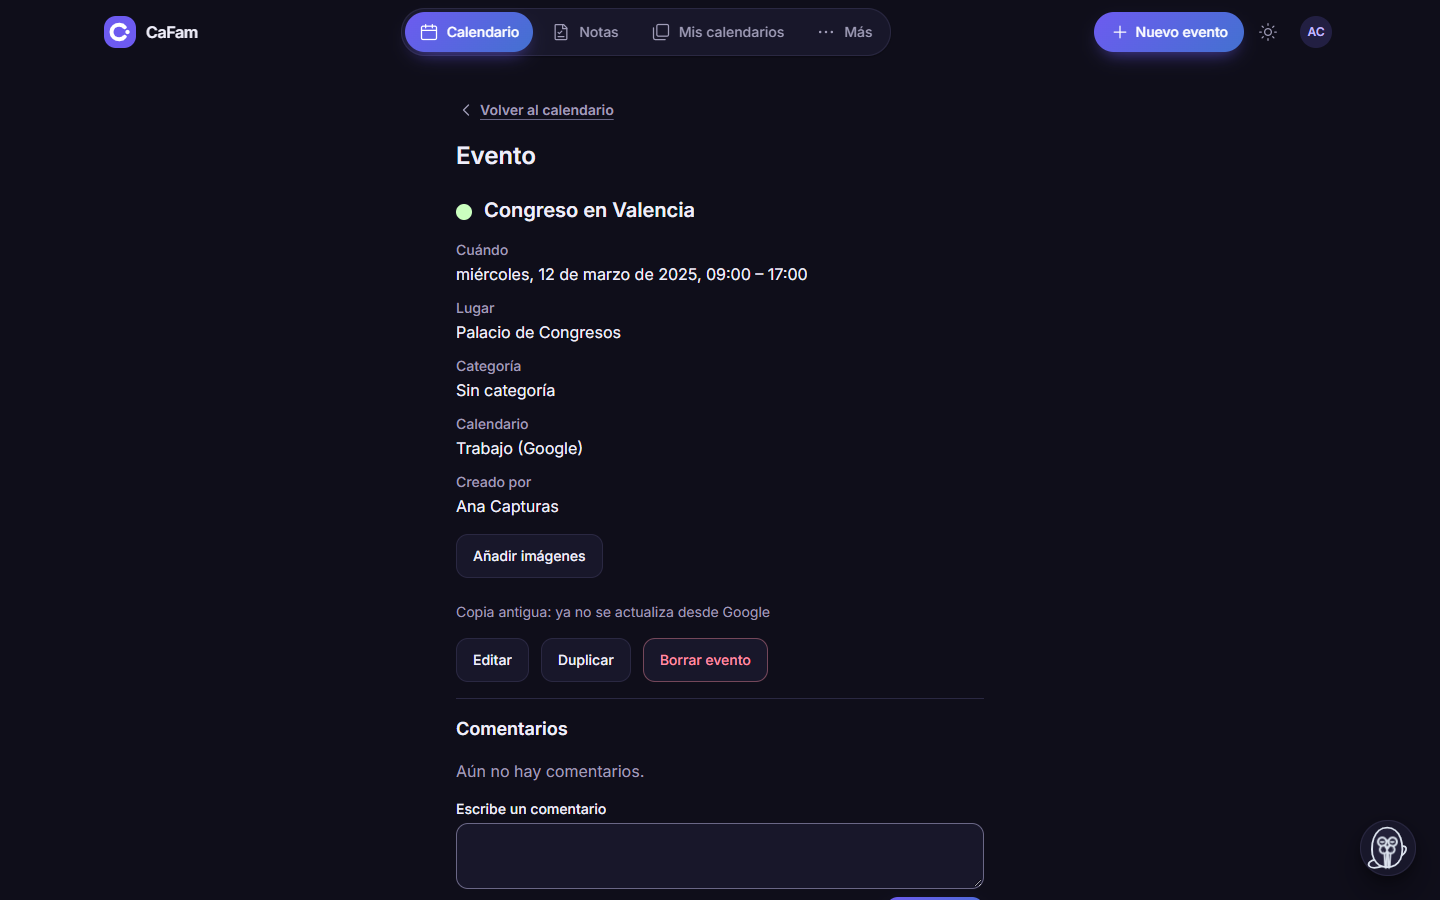 CaFam
Calendario
Notas
Mis calendarios
Más
Nuevo evento
AC
Volver al calendario
Evento
Congreso en Valencia
Cuándo
miércoles, 12 de marzo de 2025, 09:00 – 17:00
Lugar
Palacio de Congresos
Categoría
Sin categoría
Calendario
Trabajo (Google)
Creado por
Ana Capturas
Añadir imágenes
Copia antigua: ya no se actualiza desde Google
Editar
Duplicar
Borrar evento
Comentarios
Aún no hay comentarios.
Escribe un comentario